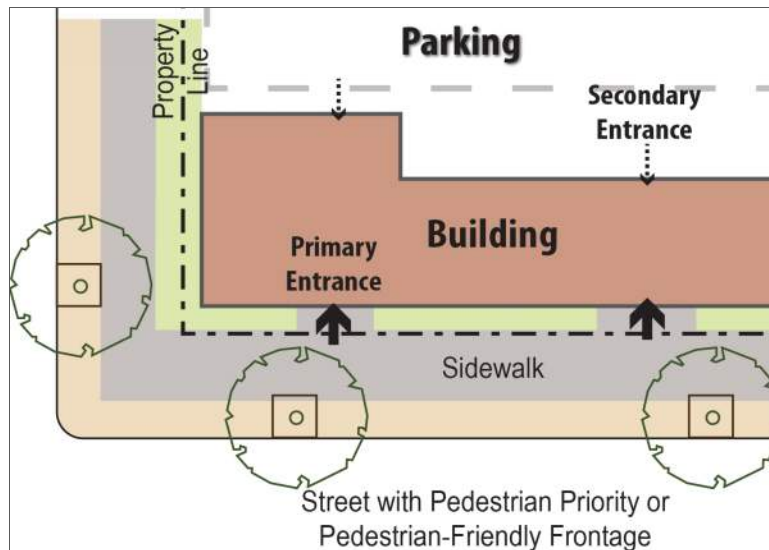 Parking
Property
Line
Secondary
Entrance
Building
Primary
Entrance
Sidewalk
Street with Pedestrian Priority or
Pedestrian-Friendly Frontage